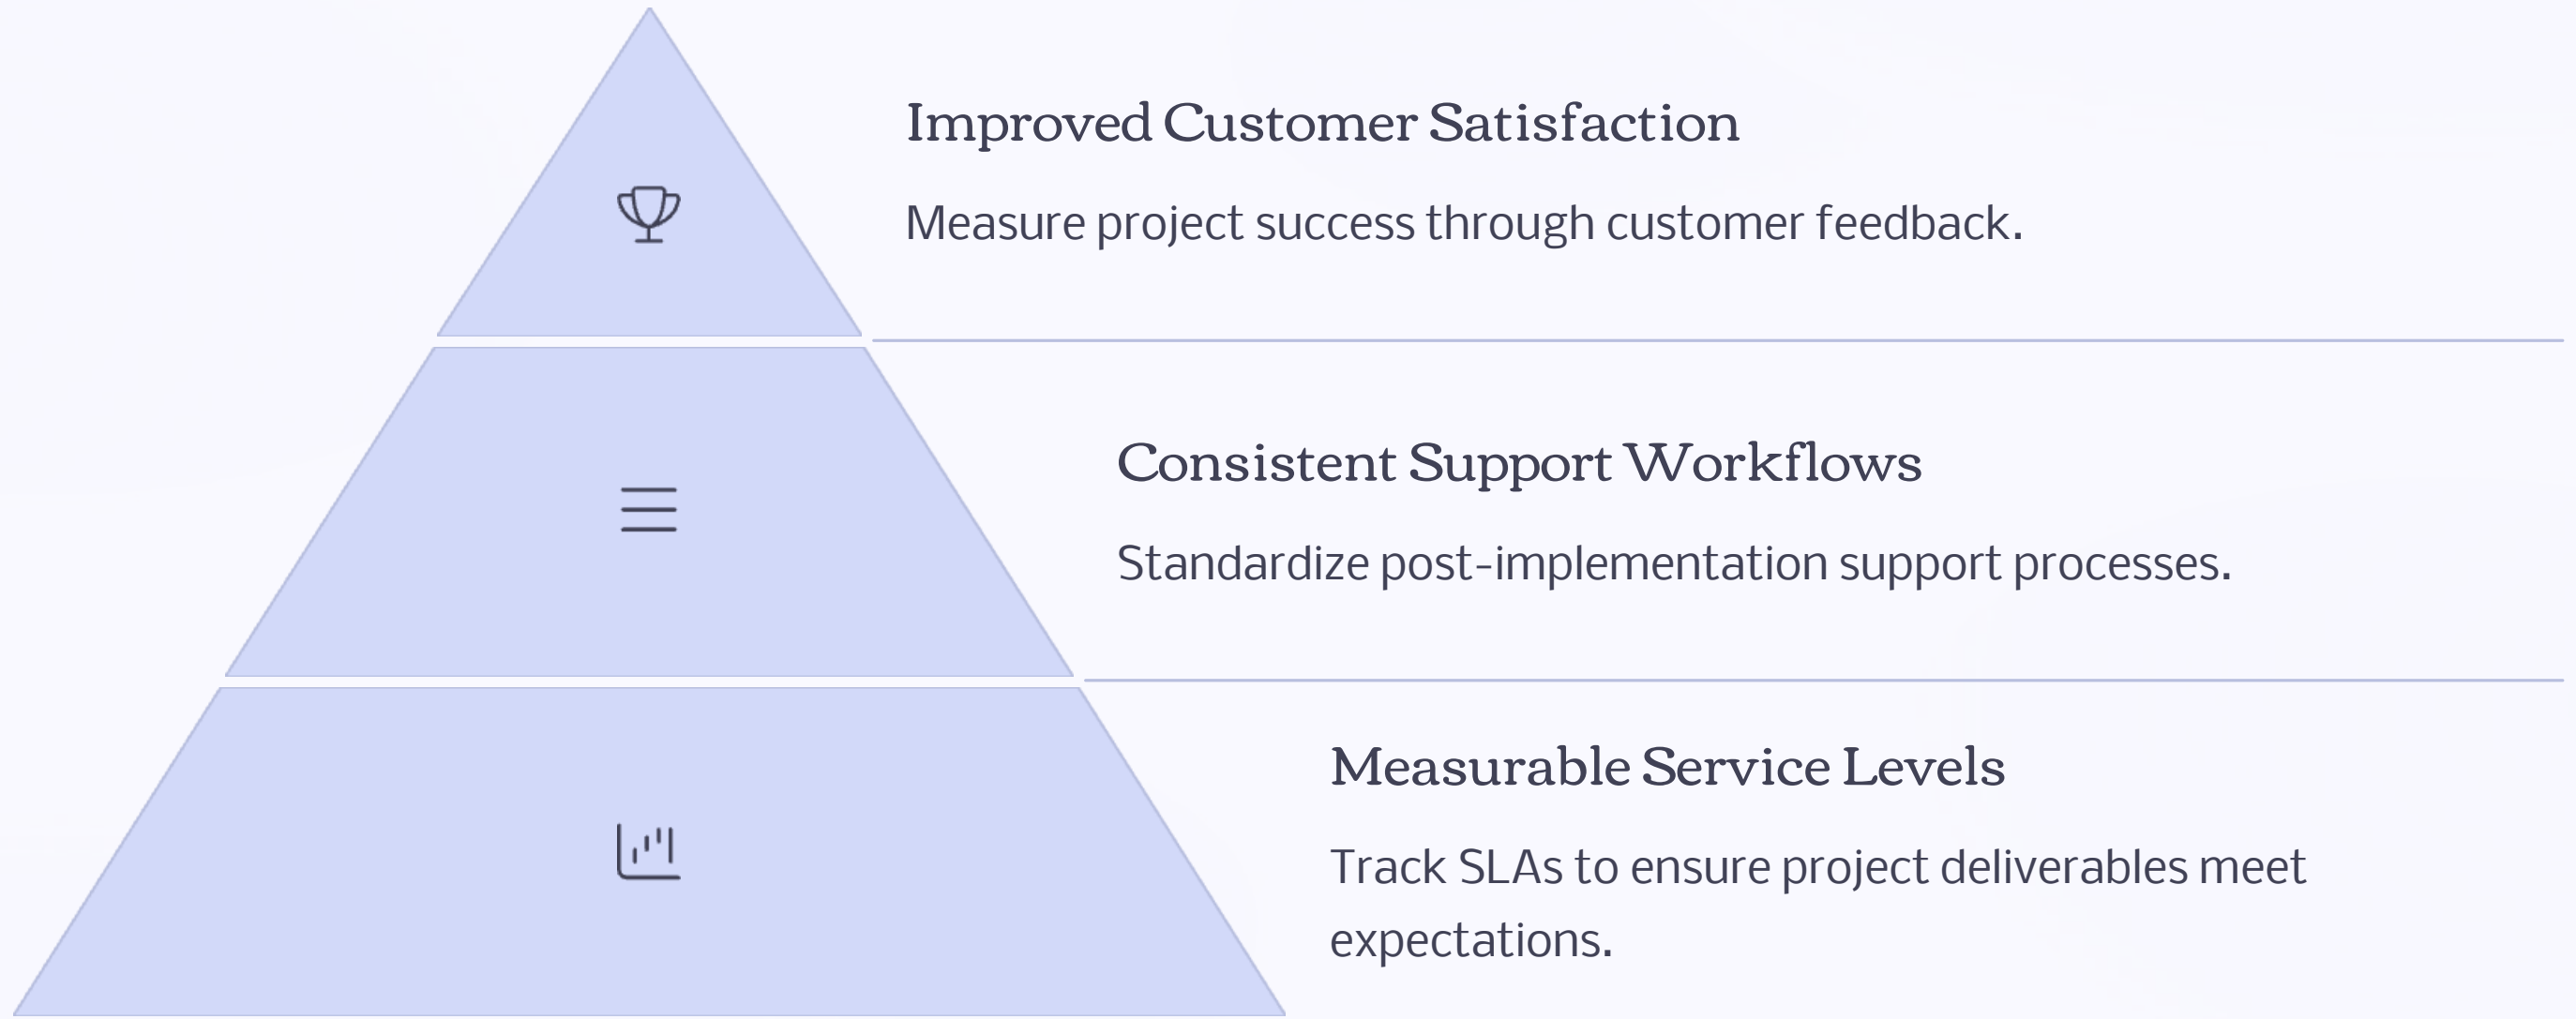 Improved Customer Satisfaction
Measure project success through customer feedback.
Consistent Support Workflows
Standardize post-implementation support processes.
Measurable Service Levels
Track SLAs to ensure project deliverables meet
expectations.